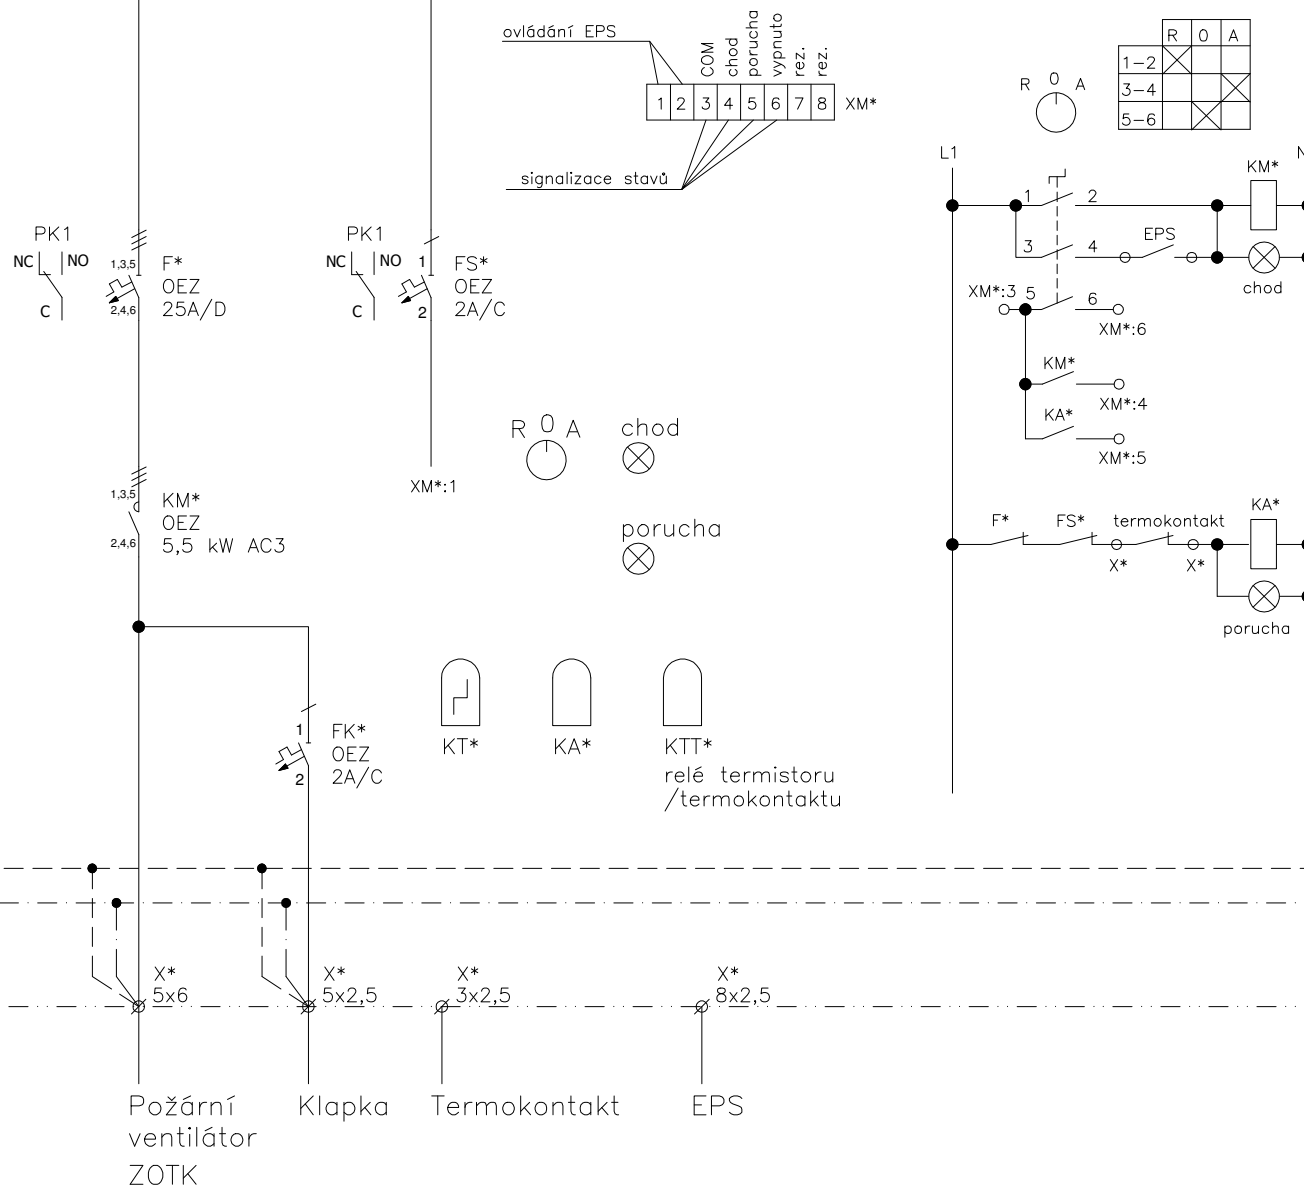 ovládání EPS
COM
chod
porucha
vypnuto
rez.
rez.
1 2 3 4 5 6 7 8 XM*
signalizace stavů
R 0 A
R 0 A
1-2
3-4
5-6
L1
N
1 2
KM*
3 4
EPS
chod
XM*:3 5 6
XM*:6
KM*
XM*:4
KA*
XM*:5
F* FS* termokontakt
X* X*
KA*
porucha
PK1
NC NO
C
1,3,5
2,4,6
F*
OEZ
25A/D
PK1
NC NO
C
1
2
FS*
OEZ
2A/C
XM*:1
R 0 A
chod
porucha
1,3,5
2,4,6
KM*
OEZ
5,5 kW AC3
1
2
FK*
OEZ
2A/C
KT*
KA*
KTT*
relé termistoru
/termokontaktu
X*
5x6
X*
5x2,5
X*
3x2,5
X*
8x2,5
Požární
ventilátor
ZOTK
Klapka
Termokontakt
EPS